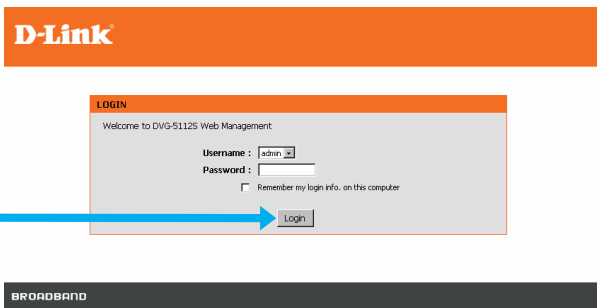 D-Link
LOGIN
Welcome to DVG-5112S Web Management
Username : admin
Password :
Remember my login info. on this computer
Login
BROADBAND